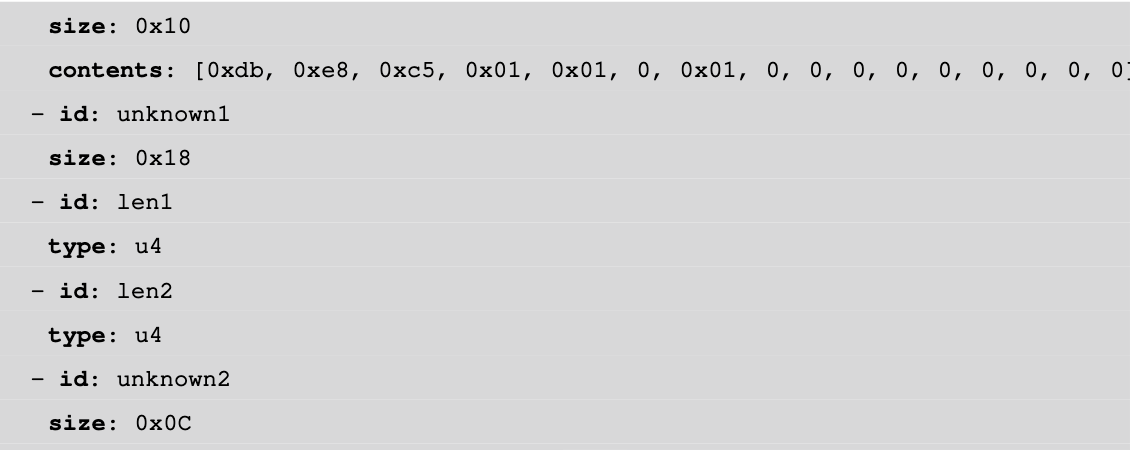 size: 0x10
contents: [0xdb, 0xe8, 0xc5, 0x01, 0x01, 0, 0x01, 0, 0, 0, 0, 0, 0, 0, 0, 0]
– id: unknown1
size: 0x18
– id: len1
type: u4
– id: len2
type: u4
– id: unknown2
size: 0x0C